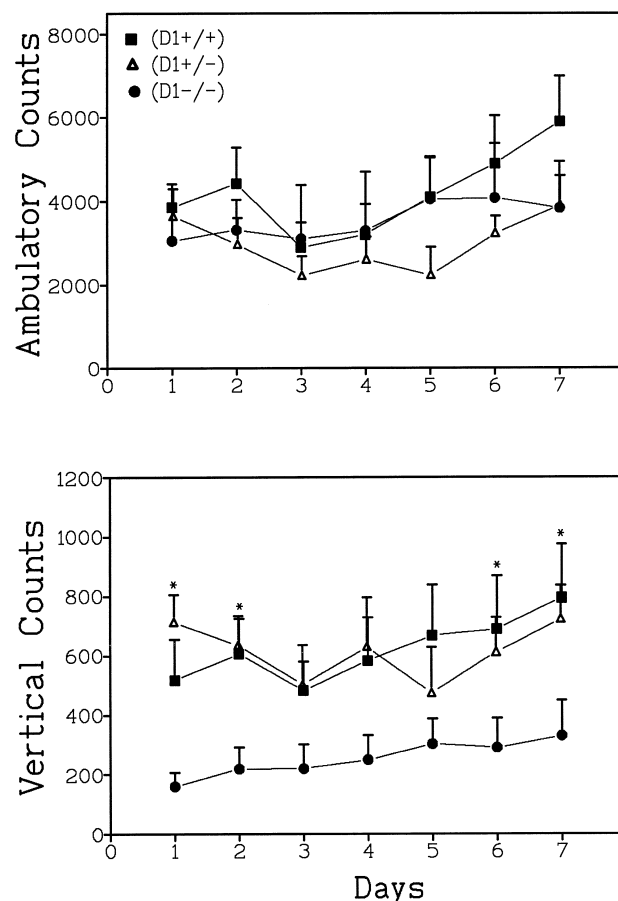 8000
6000
4000
2000
0
Ambulatory Counts
(D1+/+)
(D1+/-)
(D1-/-)
0 1 2 3 4 5 6 7
1200
1000
800
600
400
200
0
Vertical Counts
* * * *
0 1 2 3 4 5 6 7
Days